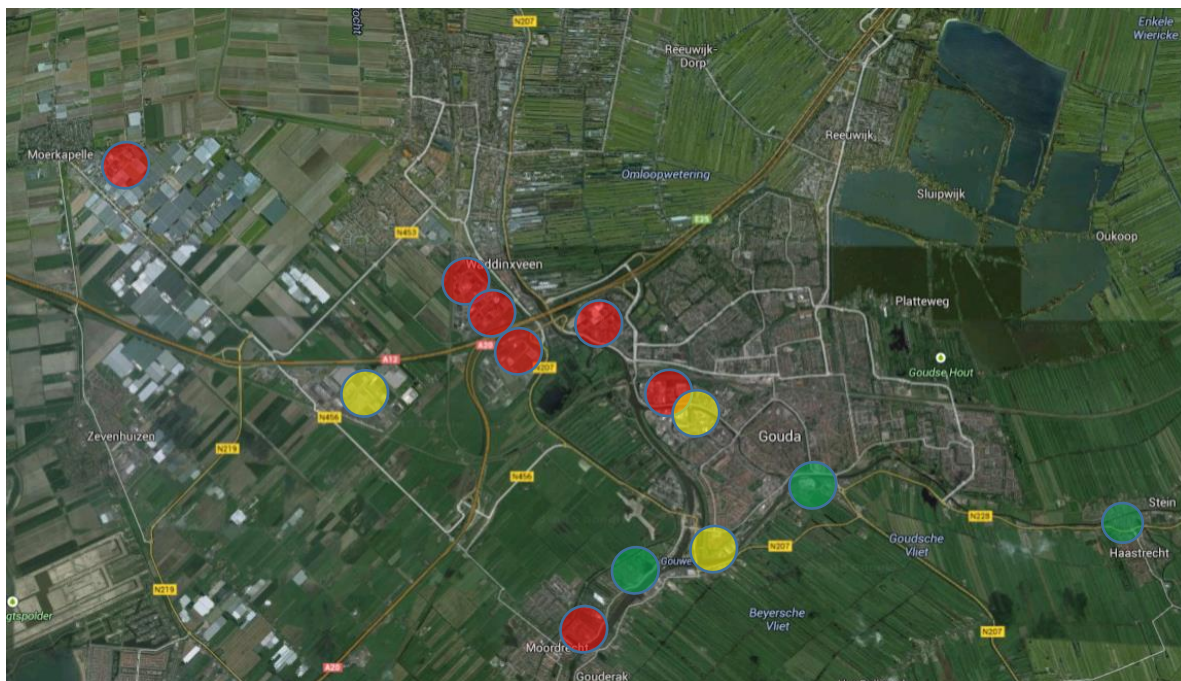 ocht
N207
Enkele
Wiericke
Reeuwijk-
Dorp
Reeuwijk
Moerkapelle
Omloopwetering
Sluipwijk
E25
N453
Oukoop
Waddinxveen
Platteweg
A20
A12
N207
Goudse Hout
N456
Zevenhuizen
Gouda
N219
N456
Stein
N228
Goudsche
Vliet
N207
Haastrecht
Gouwe
N219
gtspolder
Beyersche
Vliet
N207
Moordrecht
A20
Gouderak